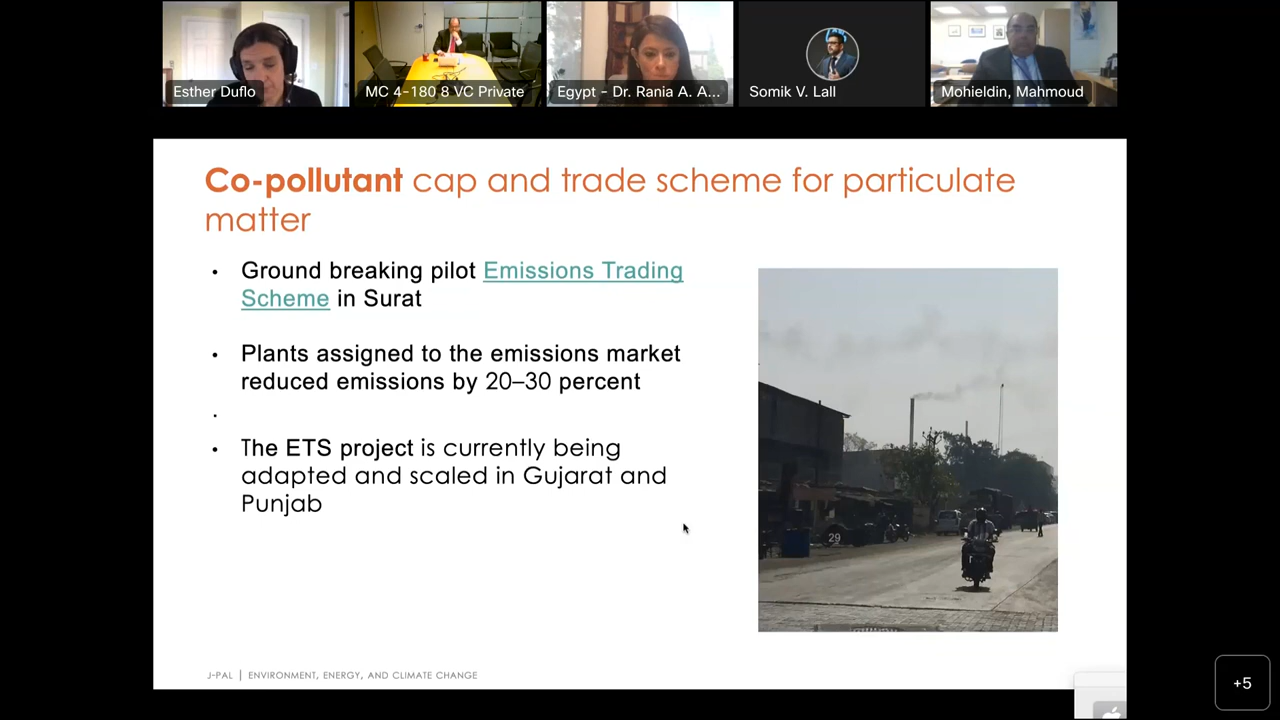 Esther Duflo
MC 4-180 8 VC Private
Egypt - Dr. Rania A. A...
Somik V. Lall
Mohieldin, Mahmoud
Co-pollutant cap and trade scheme for particulate
matter
• Ground breaking pilot Emissions Trading
Scheme in Surat
• Plants assigned to the emissions market
reduced emissions by 20–30 percent
•
• The ETS project is currently being
adapted and scaled in Gujarat and
Punjab
29
J-PAL | ENVIRONMENT, ENERGY, AND CLIMATE CHANGE
+5